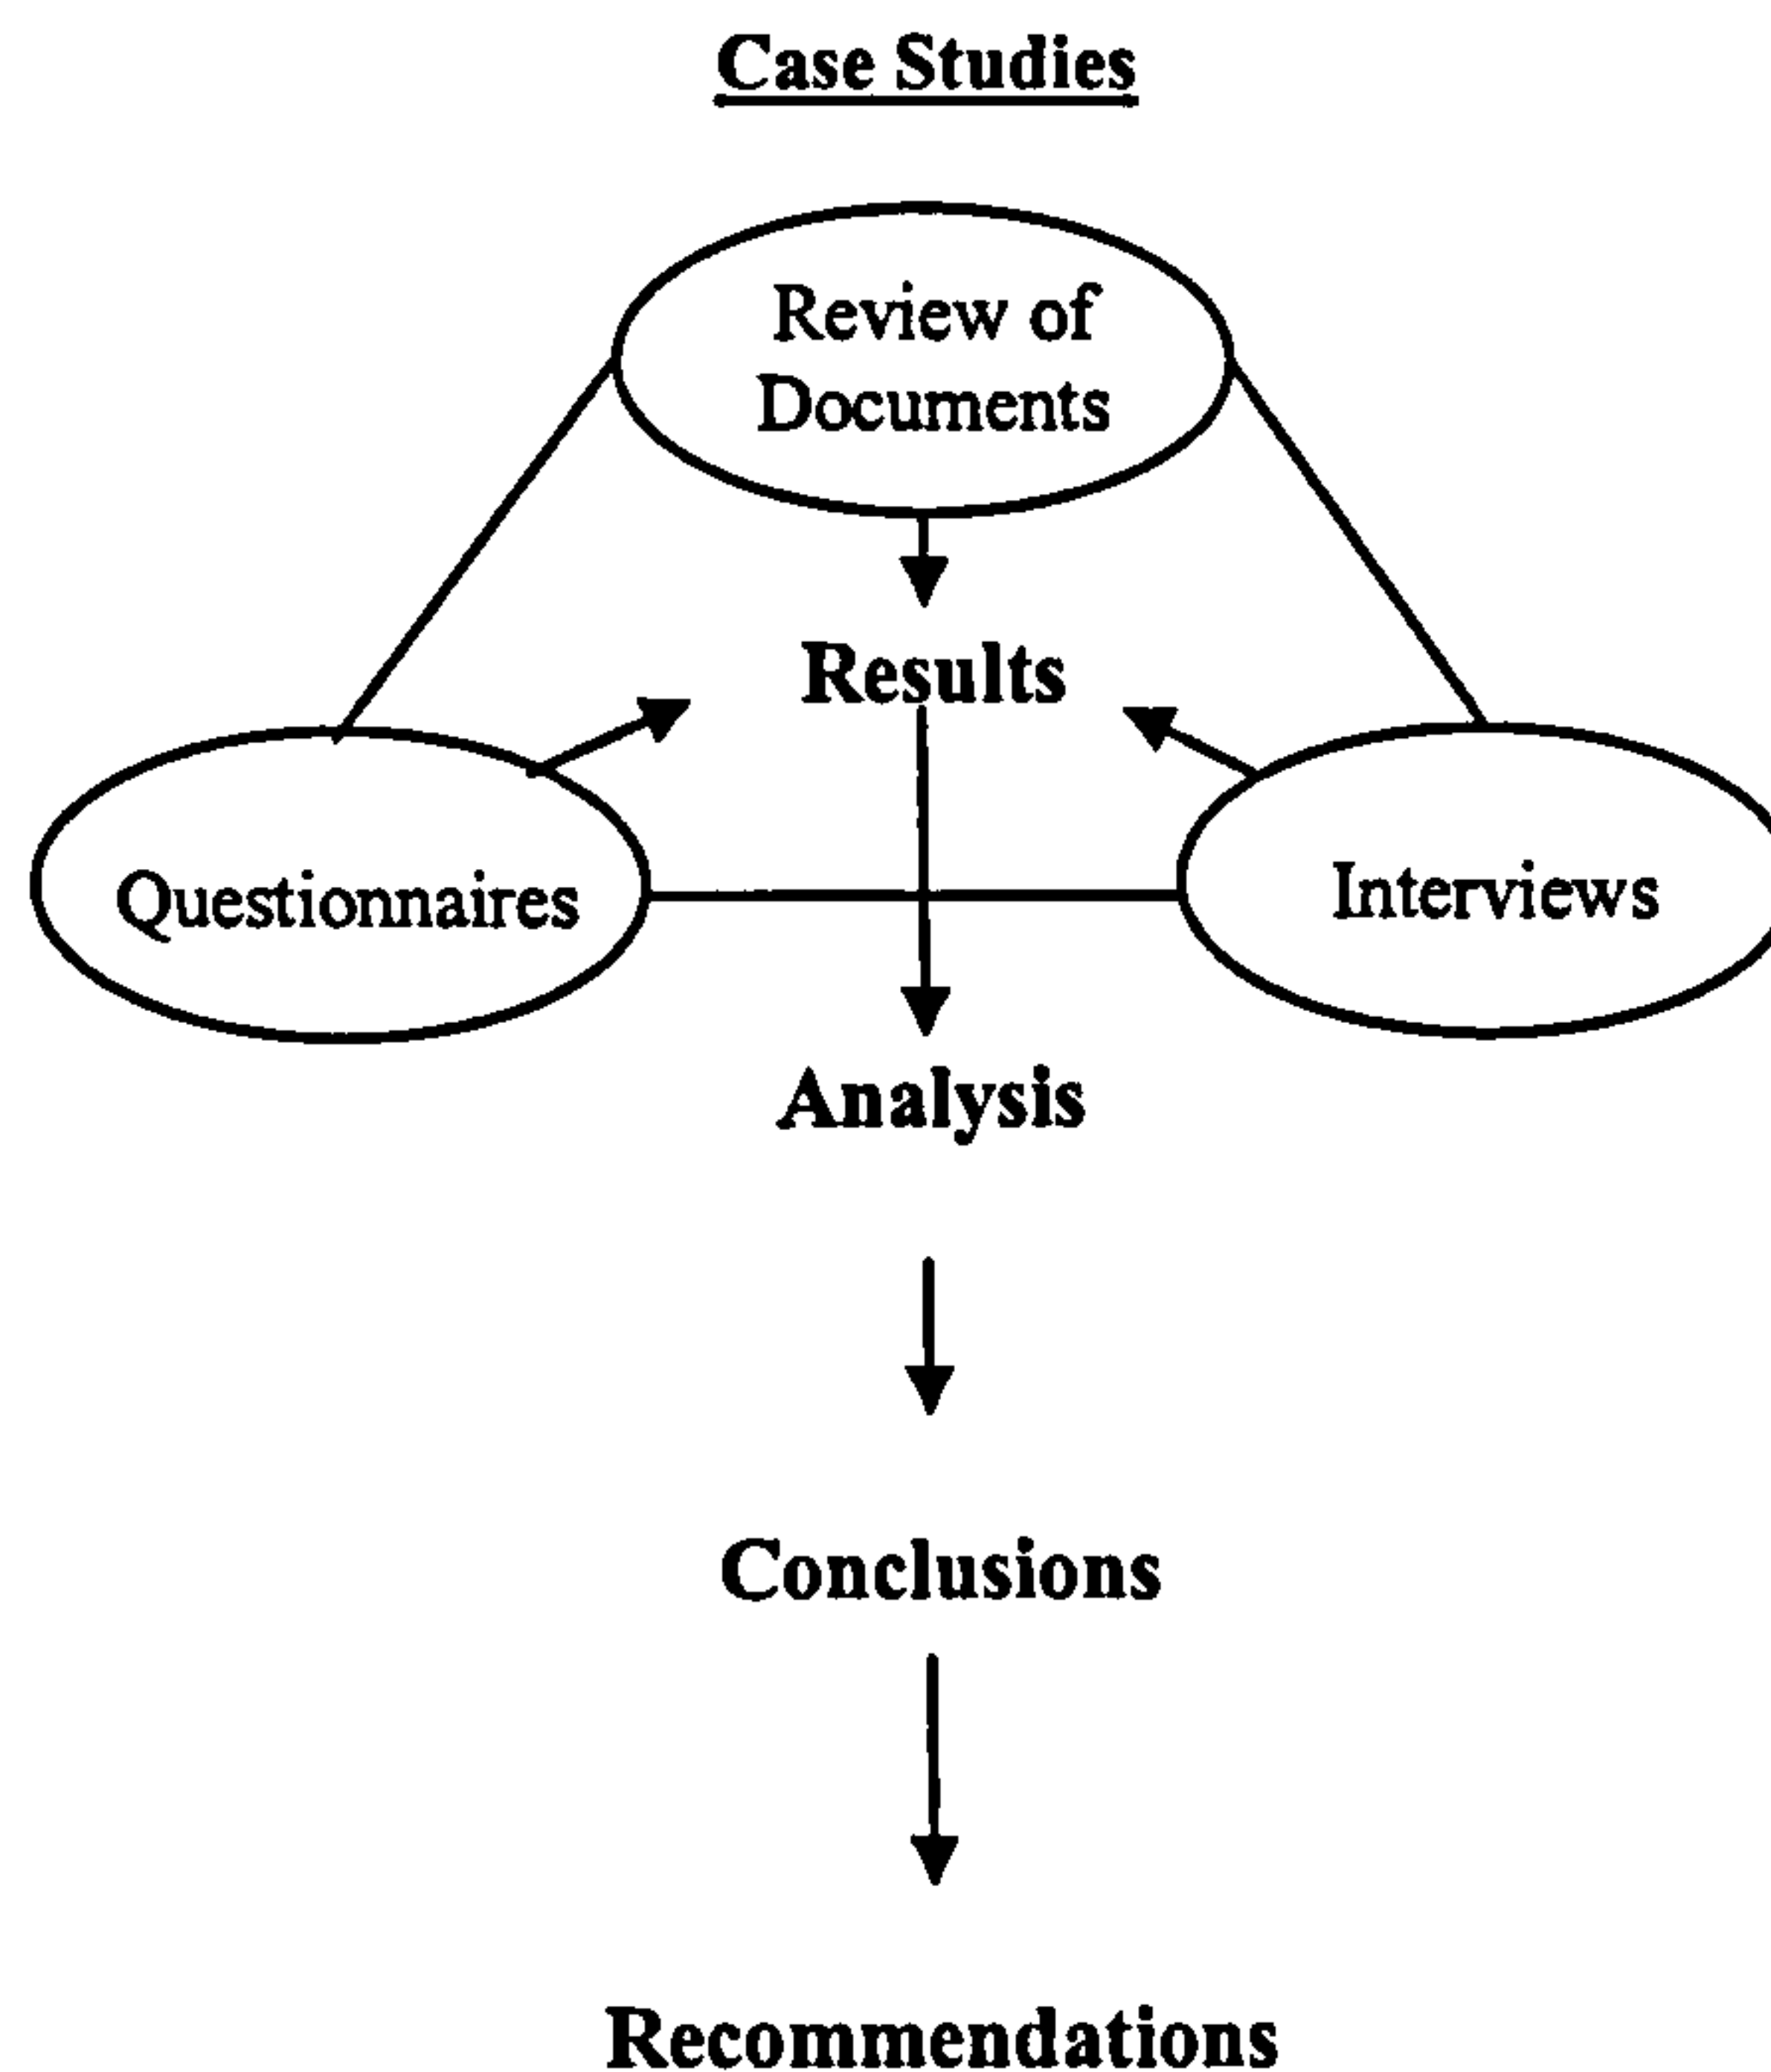 Case Studies
Review of
Documents
Results
Questionnaires
Interviews
Analysis
Conclusions
Recommendations